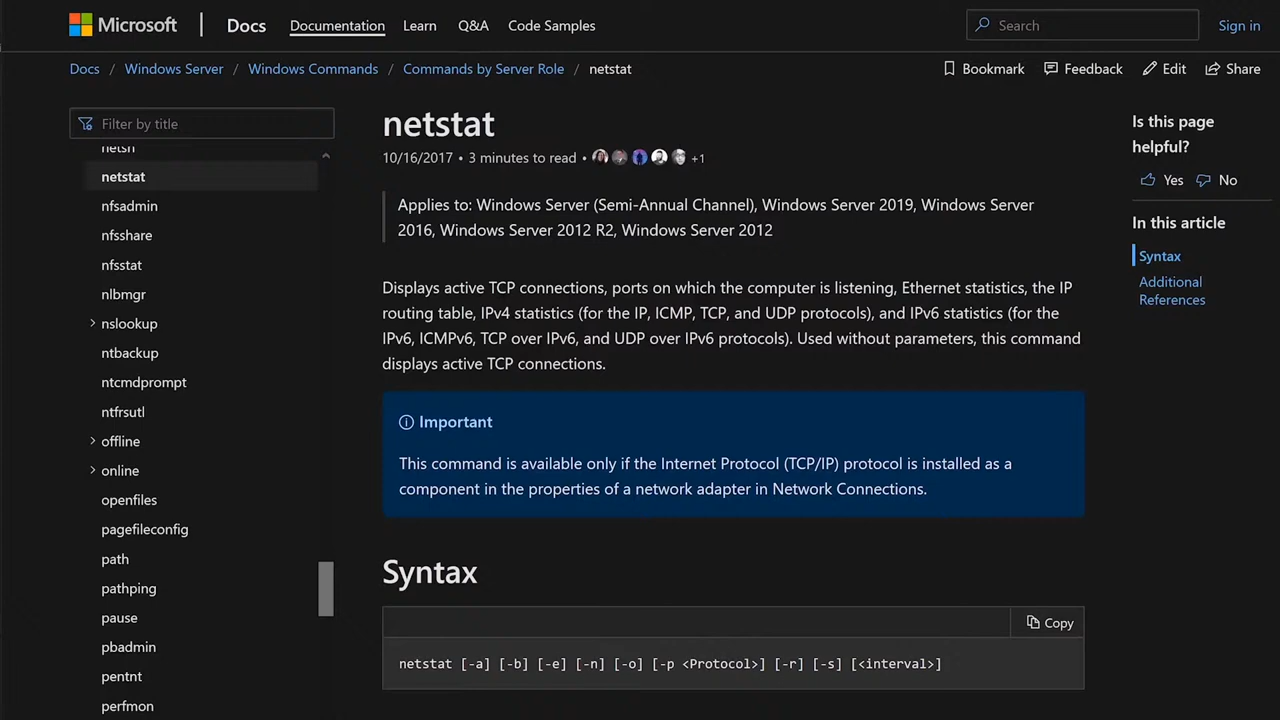 Microsoft | Docs Documentation Learn Q&A Code Samples Search Sign in
Docs / Windows Server / Windows Commands / Commands by Server Role / netstat Bookmark Feedback Edit Share
Filter by title
netsh
netstat
nfsadmin
nfsshare
nfsstat
nlbmgr
nslookup
ntbackup
ntcmdprompt
ntfrsutl
offline
online
openfiles
pagefileconfig
path
pathping
pause
pbadmin
pentnt
perfmon
netstat
10/16/2017 • 3 minutes to read • +1
Applies to: Windows Server (Semi-Annual Channel), Windows Server 2019, Windows Server
2016, Windows Server 2012 R2, Windows Server 2012
Displays active TCP connections, ports on which the computer is listening, Ethernet statistics, the IP
routing table, IPv4 statistics (for the IP, ICMP, TCP, and UDP protocols), and IPv6 statistics (for the
IPv6, ICMPv6, TCP over IPv6, and UDP over IPv6 protocols). Used without parameters, this command
displays active TCP connections.
Important
This command is available only if the Internet Protocol (TCP/IP) protocol is installed as a
component in the properties of a network adapter in Network Connections.
Syntax
Copy
netstat [-a] [-b] [-e] [-n] [-o] [-p <Protocol>] [-r] [-s] [<interval>]
Is this page
helpful?
Yes No
In this article
Syntax
Additional
References